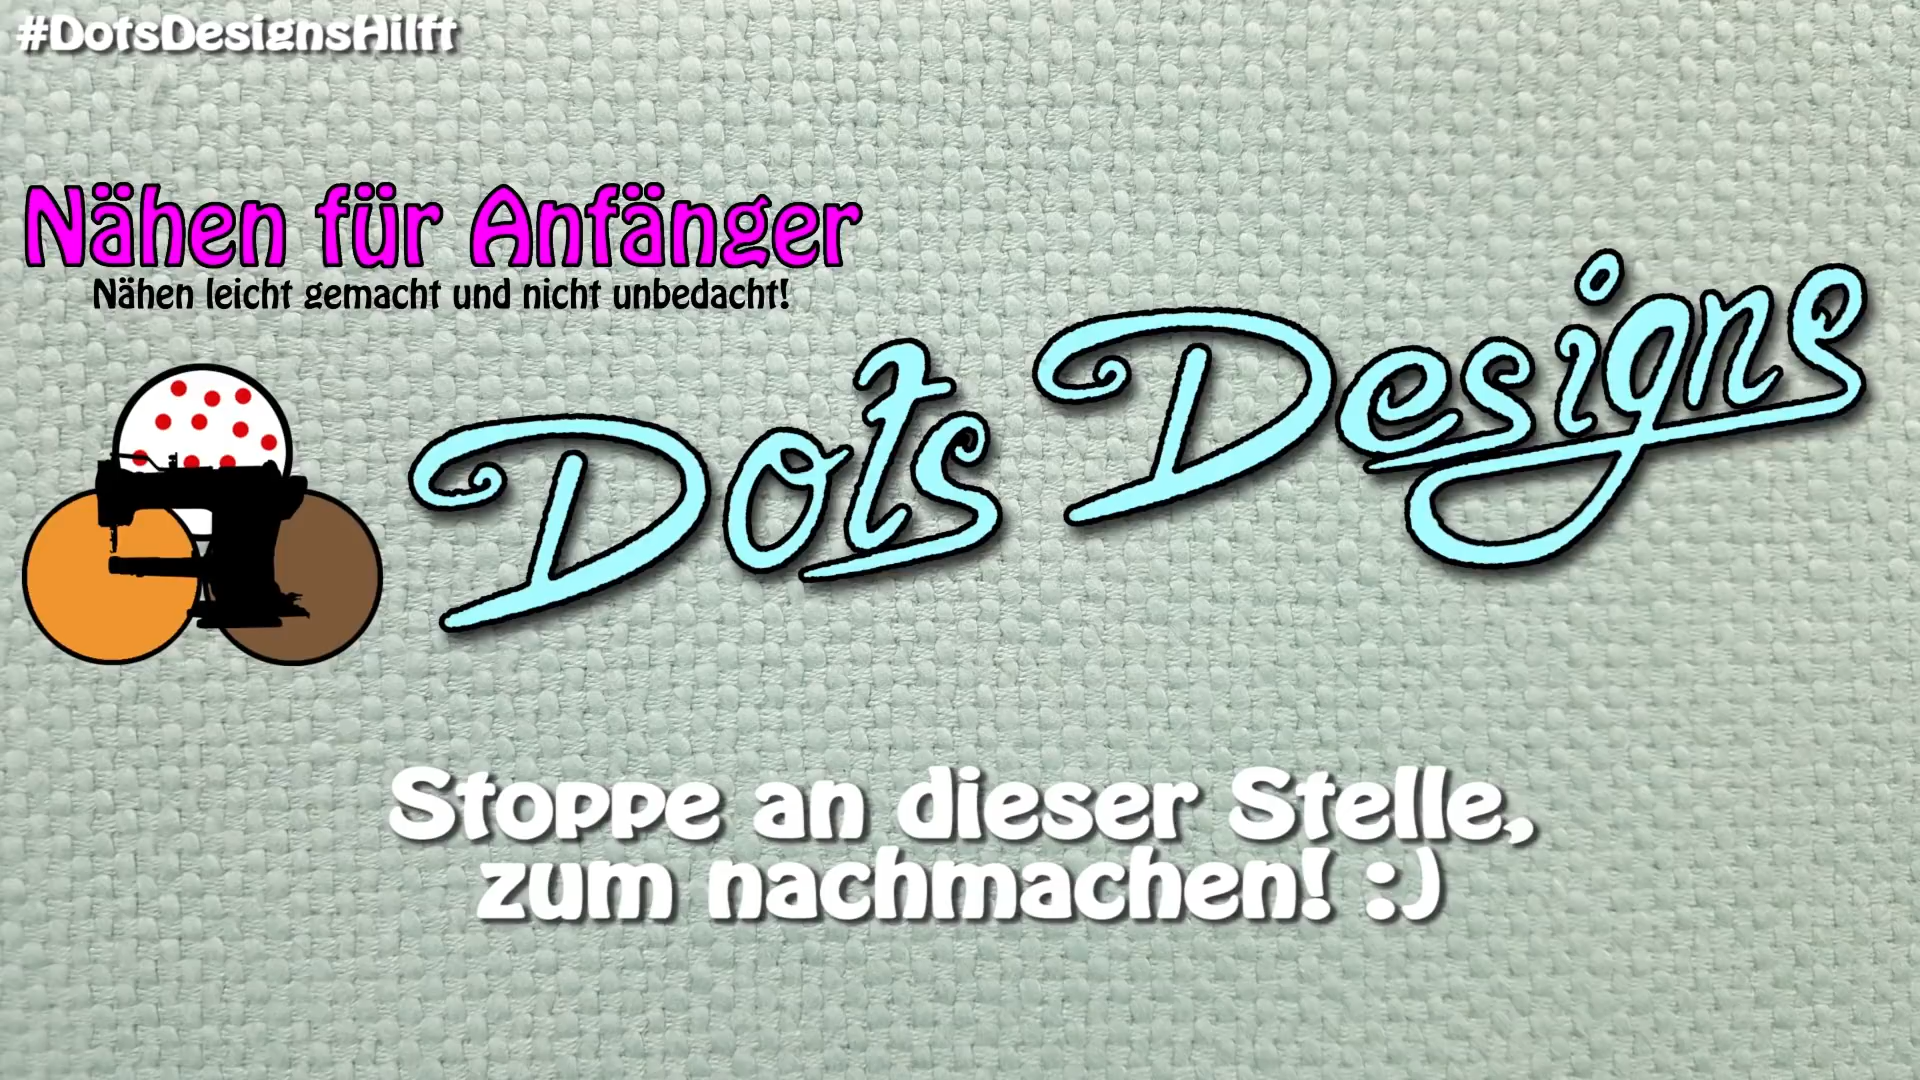 #DotsDesignsHilft
Nähen für Anfänger
Nähen leicht gemacht und nicht unbedacht!
Dots Designs
Stoppe an dieser Stelle,
zum nachmachen! :)